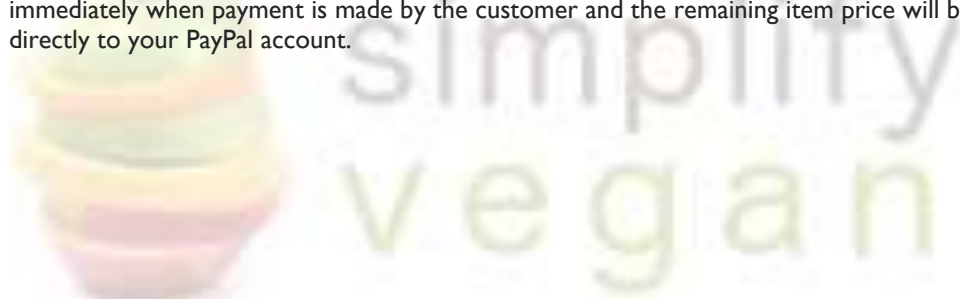 immediately when payment is made by the customer and the remaining item price will b
directly to your PayPal account.
simplify
vegan